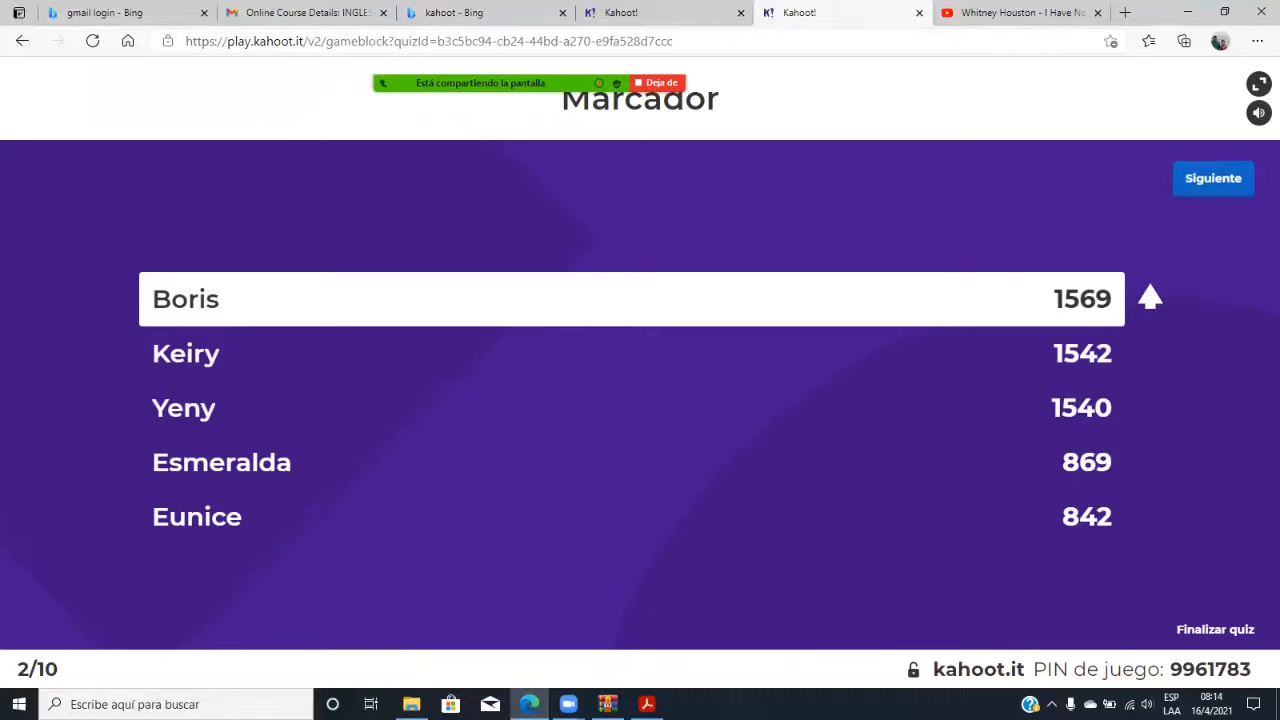 gmail login - Bing
Online Course Details: INGLES
kahoot - Bing
Kahoot!
Kahoot!
Whitney Houston - I Have No
https://play.kahoot.it/v2/gameblock?quizId=b3c5bc94-cb24-44bd-a270-e9fa528d7ccc
Está compartiendo la pantalla
Deja de
Marcador
Siguiente
Boris 1569
Keiry 1542
Yeny 1540
Esmeralda 869
Eunice 842
Finalizar quiz
2/10
kahoot.it PIN de juego: 9961783
Escribe aquí para buscar
ESP
LAA
08:14
16/4/2021